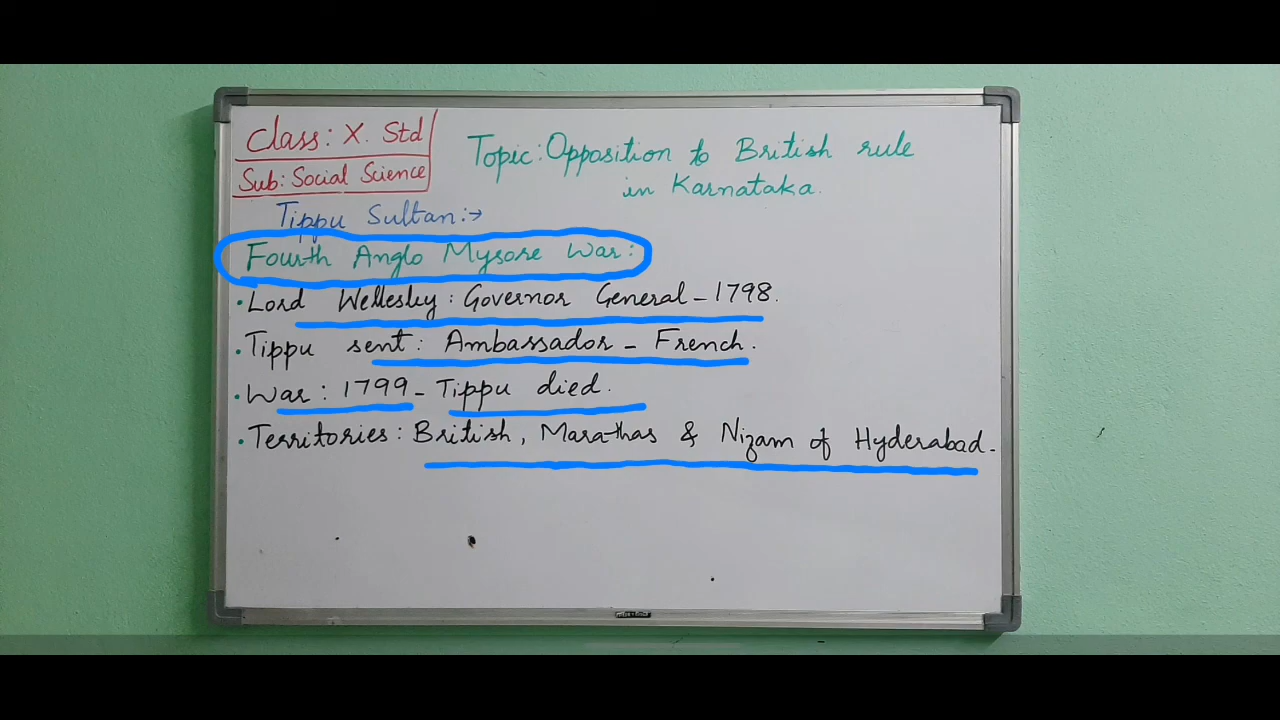 Class: X. Std
Sub: Social Science
Topic: Opposition to British rule
in Karnataka.
Tippu Sultan:→
Fourth Anglo Mysore War:
• Lord Wellesley: Governor General - 1798.
• Tippu sent: Ambassador - French.
• War: 1799 - Tippu died.
• Territories: British, Marathas & Nizam of Hyderabad.